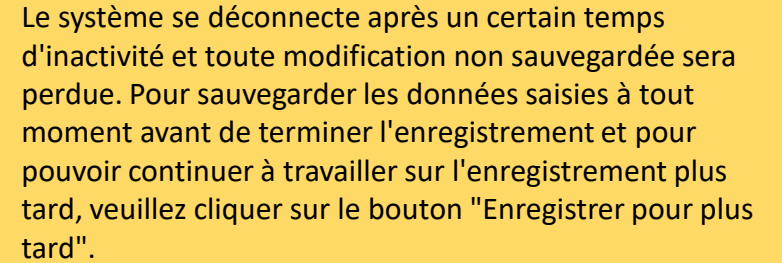 Le système se déconnecte après un certain temps
d'inactivité et toute modification non sauvegardée sera
perdue. Pour sauvegarder les données saisies à tout
moment avant de terminer l'enregistrement et pour
pouvoir continuer à travailler sur l'enregistrement plus
tard, veuillez cliquer sur le bouton "Enregistrer pour plus
tard".